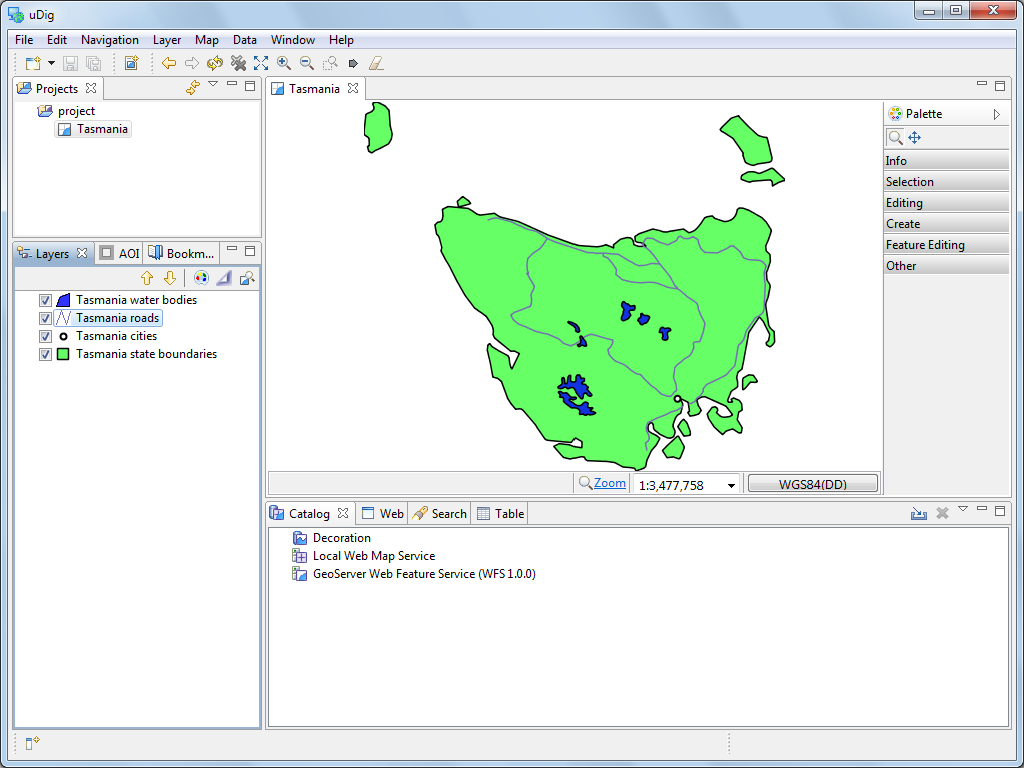 uDig
File Edit Navigation Layer Map Data Window Help
Projects
project
Tasmania
Layers AOI Bookm...
Tasmania water bodies
Tasmania roads
Tasmania cities
Tasmania state boundaries
Tasmania
Zoom 1:3,477,758 WGS84(DD)
Palette
Info
Selection
Editing
Create
Feature Editing
Other
Catalog Web Search Table
Decoration
Local Web Map Service
GeoServer Web Feature Service (WFS 1.0.0)